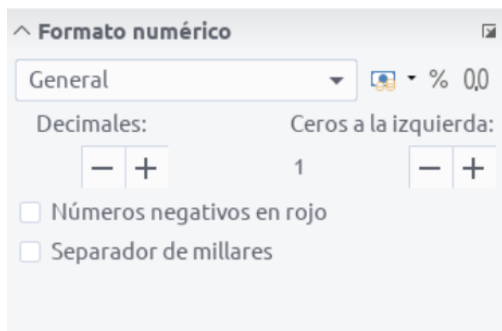 Formato numérico
General % 0,0
Decimales: Ceros a la izquierda:
1
Números negativos en rojo
Separador de millares